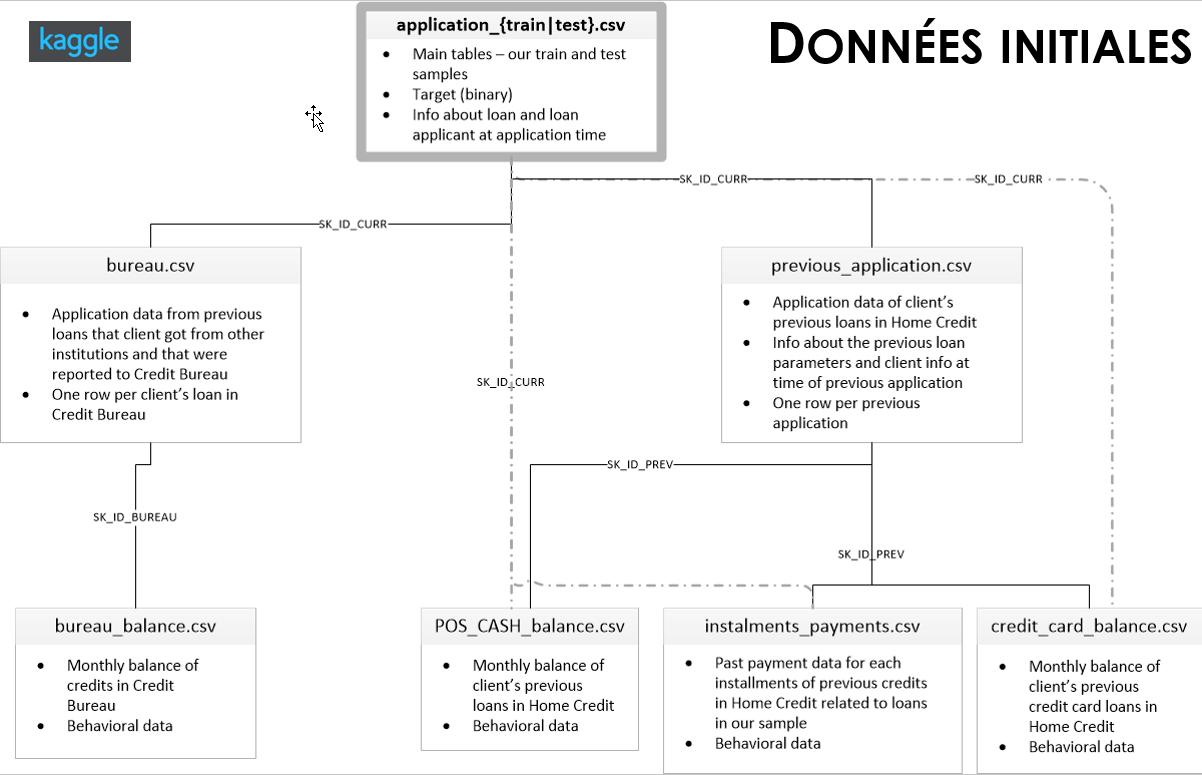 kaggle
DONNÉES INITIALES
application_{train|test}.csv
• Main tables – our train and test
samples
• Target (binary)
• Info about loan and loan
applicant at application time
SK_ID_CURR
SK_ID_CURR
SK_ID_CURR
bureau.csv
• Application data from previous
loans that client got from other
institutions and that were
reported to Credit Bureau
• One row per client's loan in
Credit Bureau
previous_application.csv
• Application data of client's
previous loans in Home Credit
• Info about the previous loan
parameters and client info at
time of previous application
• One row per previous
application
SK_ID_CURR
SK_ID_PREV
SK_ID_BUREAU
SK_ID_PREV
bureau_balance.csv
• Monthly balance of
credits in Credit
Bureau
• Behavioral data
POS_CASH_balance.csv
• Monthly balance of
client's previous
loans in Home Credit
• Behavioral data
instalments_payments.csv
• Past payment data for each
installments of previous credits
in Home Credit related to loans
in our sample
• Behavioral data
credit_card_balance.csv
• Monthly balance of
client's previous
credit card loans in
Home Credit
• Behavioral data